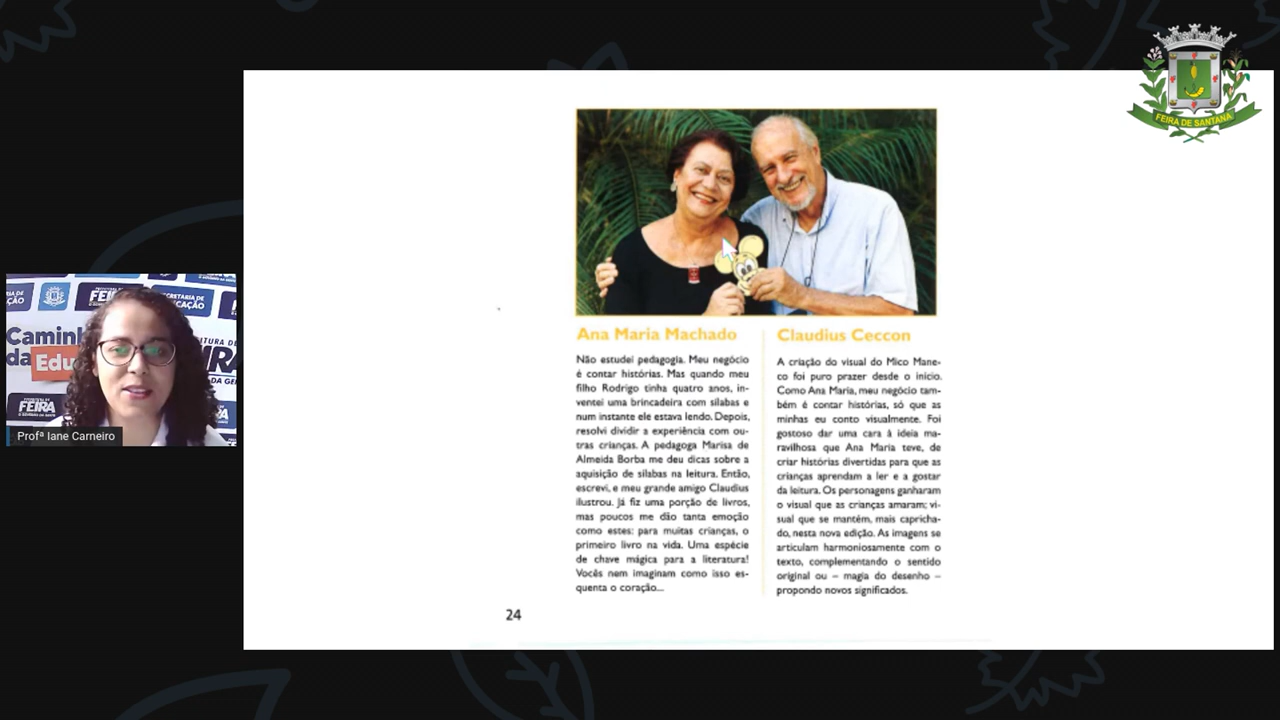 FEIRA DE SANTANA
Ana Maria Machado
Não estudei pedagogia. Meu negócio
é contar histórias. Mas quando meu
filho Rodrigo tinha quatro anos, in-
ventei uma brincadeira com sílabas e
num instante ele estava lendo. Depois,
resolvi dividir a experiência com ou-
tras crianças. A pedagoga Marisa de
Almeida Borba me deu dicas sobre a
aquisição de sílabas na leitura. Então,
escrevi, e meu grande amigo Claudius
ilustrou. Já fiz uma porção de livros,
mas poucos me dão tanta emoção
como estes: para muitas crianças, o
primeiro livro na vida. Uma espécie
de chave mágica para a literatura!
Vocês nem imaginam como isso es-
quenta o coração...
Claudius Ceccon
A criação do visual do Mico Mane-
co foi puro prazer desde o início.
Como Ana Maria, meu negócio tam-
bém é contar histórias, só que as
minhas eu conto visualmente. Foi
gostoso dar uma cara à ideia ma-
ravilhosa que Ana Maria teve, de
criar histórias divertidas para que as
crianças aprendam a ler e a gostar
da leitura. Os personagens ganharam
o visual que as crianças amaram; vi-
sual que se mantém, mais capricha-
do, nesta nova edição. As imagens se
articulam harmoniosamente com o
texto, complementando o sentido
original ou – magia do desenho –
propondo novos significados.
24
Caminh
da Edu
FEIRA
Profª Iane Carneiro